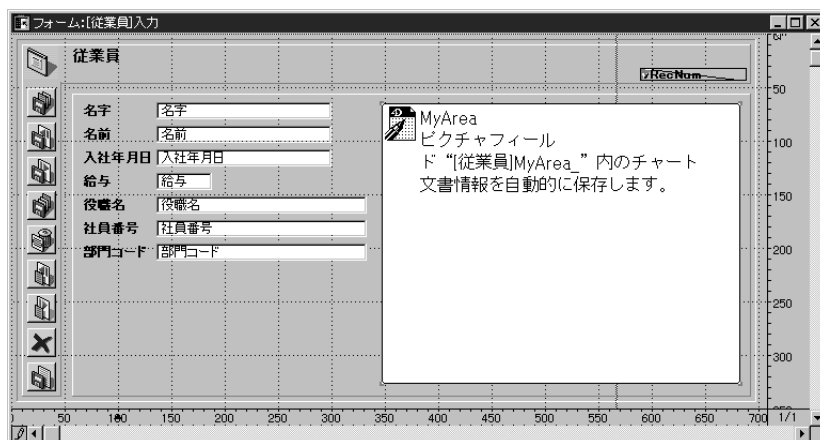 フォーム:[従業員]入力
従業員
vRecNum
50
名字 名字
名前 名前
入社年月日 入社年月日
給与 給与
役職名 役職名
社員番号 社員番号
部門コード 部門コード
MyArea
ピクチャフィール
ド “[従業員]MyArea_” 内のチャート
文書情報を自動的に保存します。
100
150
200
250
300
50 100 150 200 250 300 350 400 450 500 550 600 650 700 1/1